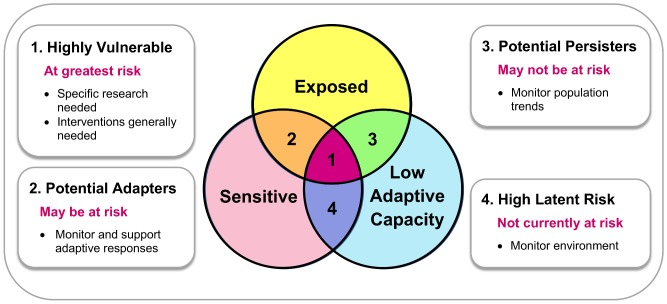 1. Highly Vulnerable
At greatest risk
• Specific research
needed
• Interventions generally
needed
2. Potential Adapters
May be at risk
• Monitor and support
adaptive responses
Exposed
2
3
1
Sensitive
Low
Adaptive
Capacity
4
3. Potential Persisters
May not be at risk
• Monitor population
trends
4. High Latent Risk
Not currently at risk
• Monitor environment